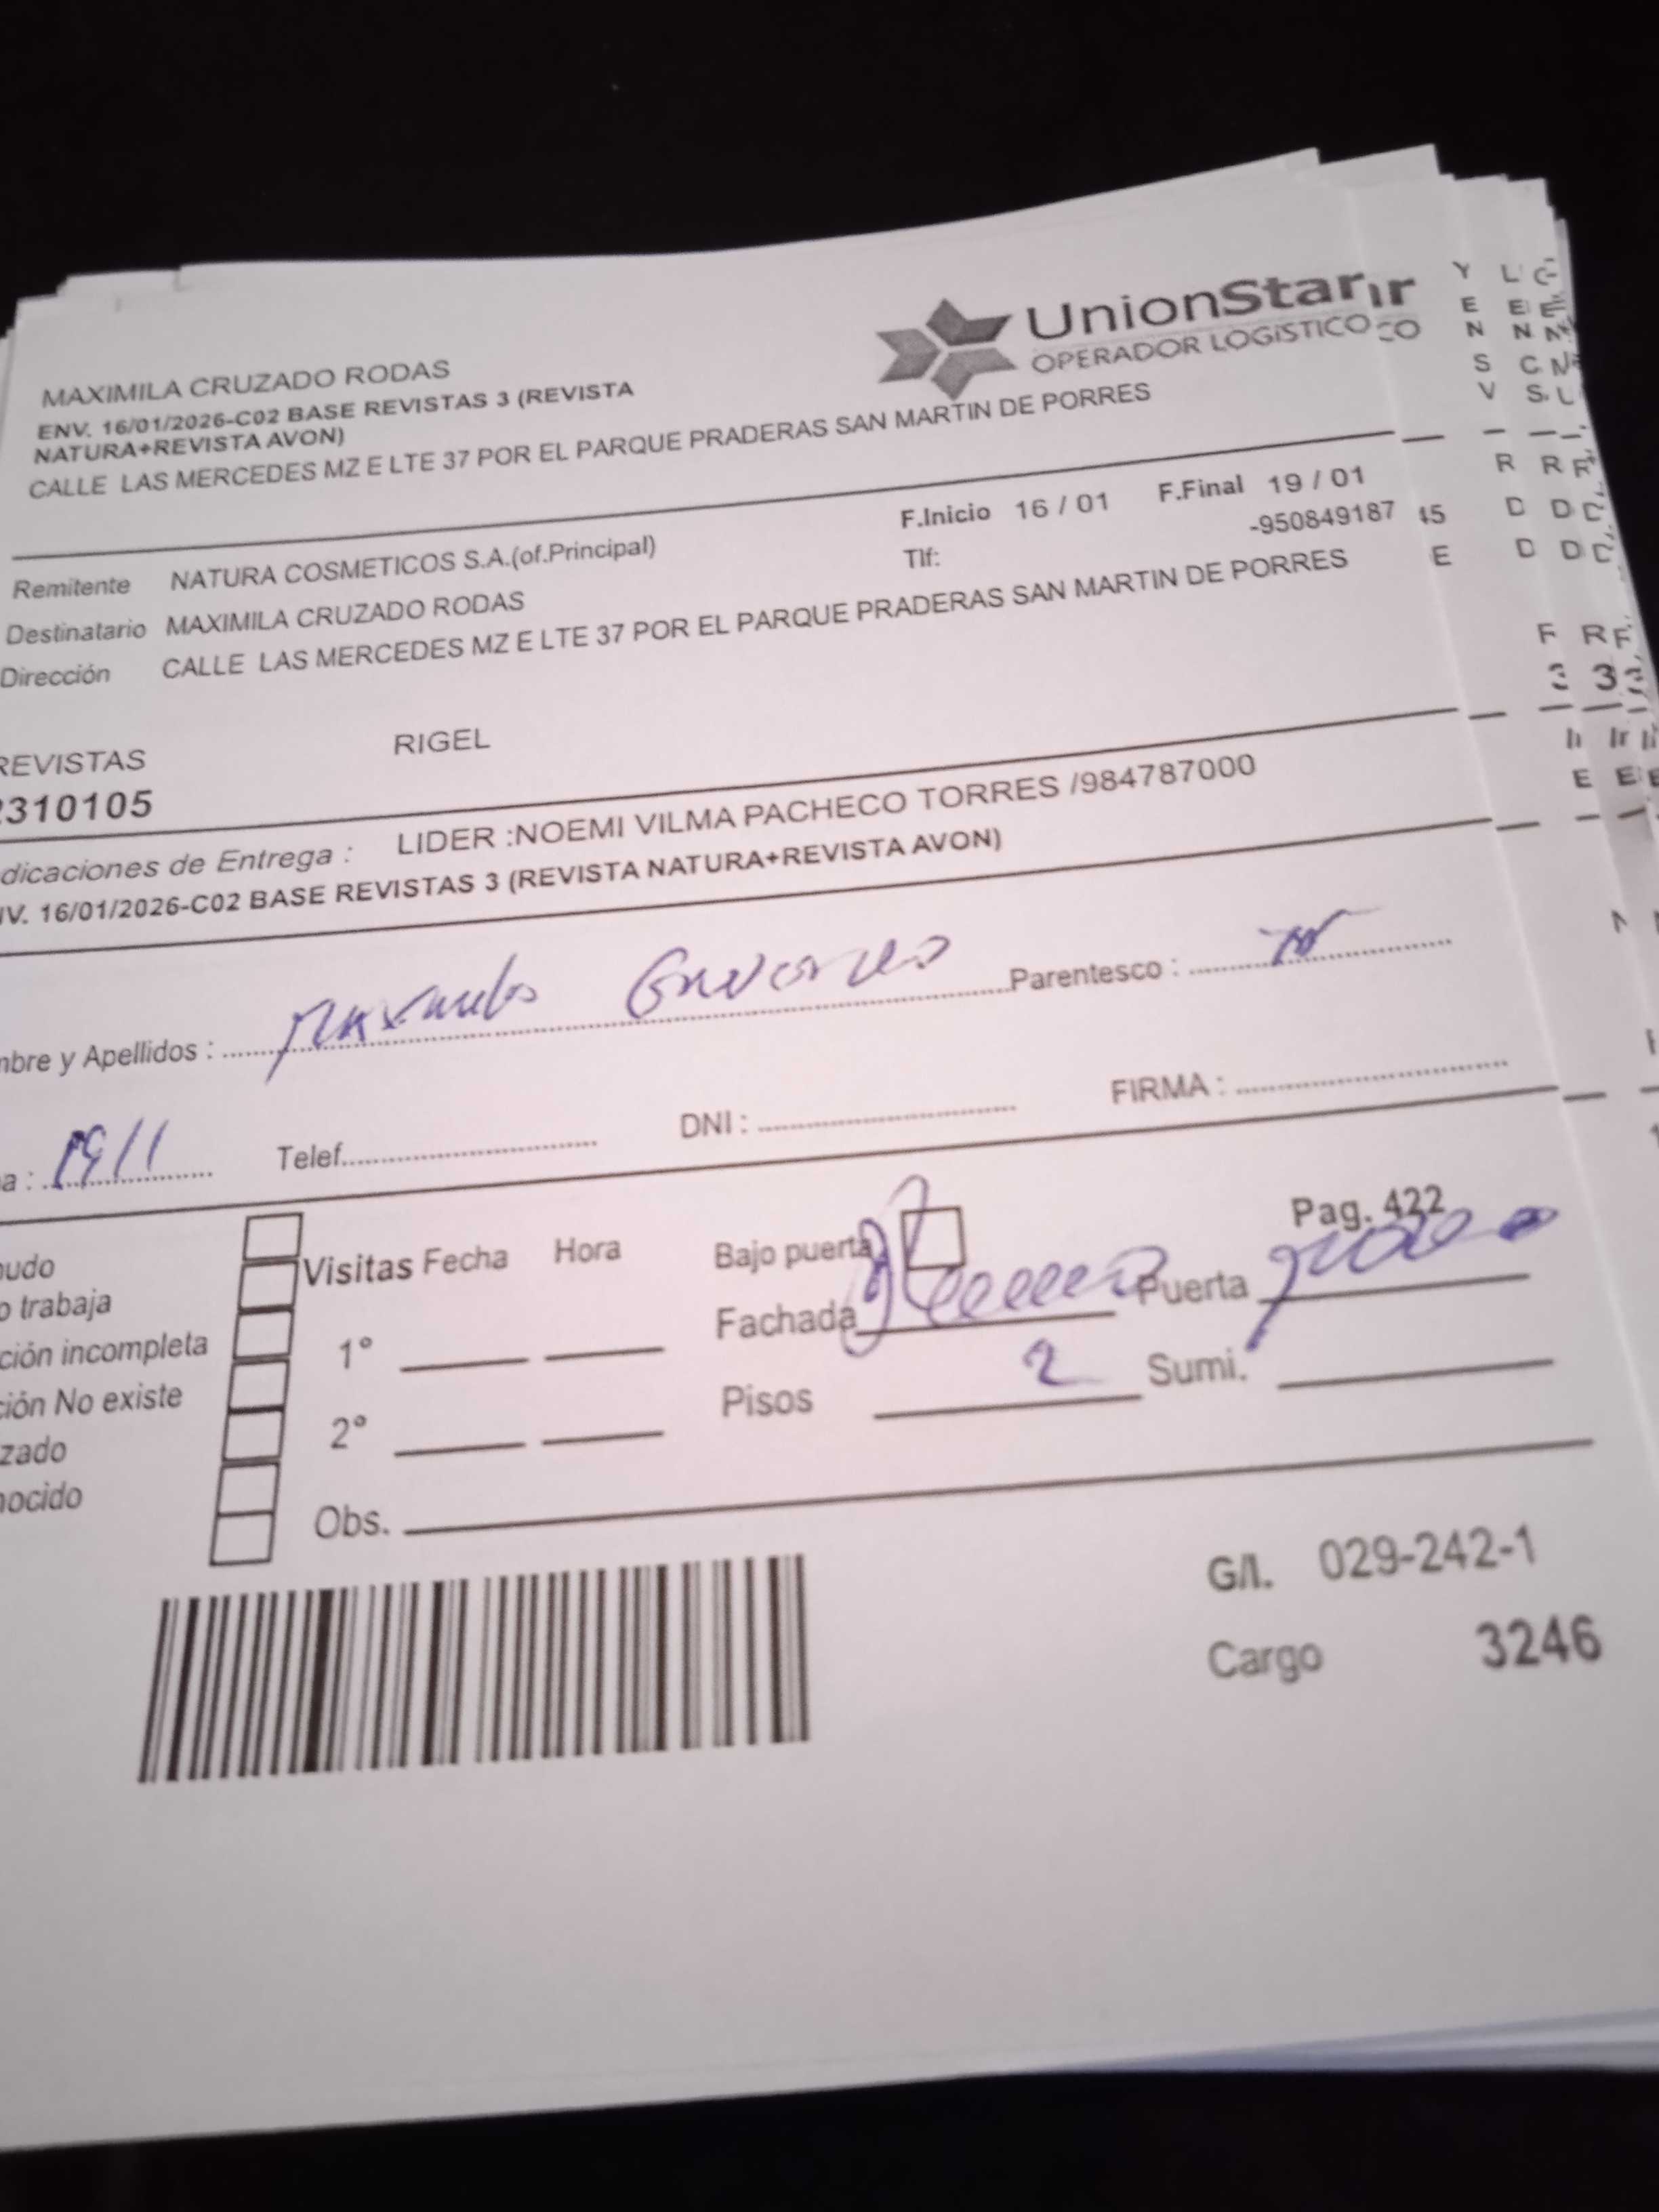 MAXIMILA CRUZADO RODAS
ENV. 16/01/2026-C02 BASE REVISTAS 3 (REVISTA
NATURA+REVISTA AVON)
CALLE LAS MERCEDES MZ E LTE 37 POR EL PARQUE PRADERAS SAN MARTIN DE PORRES
UnionStar
OPERADOR LOGÍSTICO
F.Inicio 16 / 01 F.Final 19 / 01
Remitente NATURA COSMETICOS S.A.(of.Principal)
Tlf: -950849187
Destinatario MAXIMILA CRUZADO RODAS
Dirección CALLE LAS MERCEDES MZ E LTE 37 POR EL PARQUE PRADERAS SAN MARTIN DE PORRES
REVISTAS RIGEL
2310105
dicaciones de Entrega : LIDER :NOEMI VILMA PACHECO TORRES /984787000
NV. 16/01/2026-C02 BASE REVISTAS 3 (REVISTA NATURA+REVISTA AVON)
mbre y Apellidos : Parentesco :
a : 19/1 Telef. DNI : FIRMA :
Pag. 422
udo
o trabaja
ción incompleta
ción No existe
zado
nocido
Visitas Fecha Hora
1°
2°
Obs.
Bajo puerta
Fachada Puerta
Pisos 2 Sumi.
G/I. 029-242-1
Cargo 3246